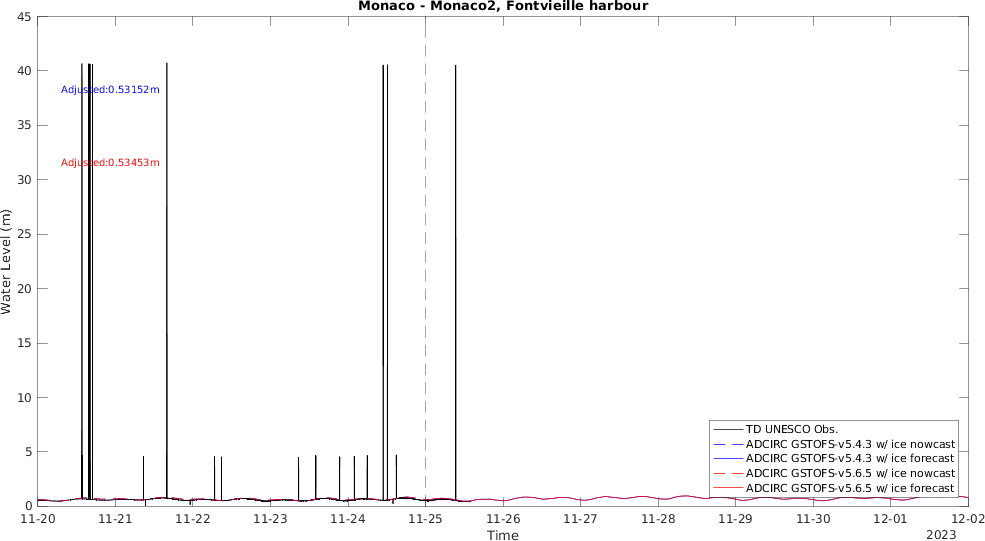 Monaco - Monaco2, Fontvieille harbour
45
40
35
30
25
20
15
10
5
0
Water Level (m)
Adjusted:0.53152m
Adjusted:0.53453m
TD UNESCO Obs.
ADCIRC GSTOFS-v5.4.3 w/ ice nowcast
ADCIRC GSTOFS-v5.4.3 w/ ice forecast
ADCIRC GSTOFS-v5.6.5 w/ ice nowcast
ADCIRC GSTOFS-v5.6.5 w/ ice forecast
11-20 11-21 11-22 11-23 11-24 11-25 11-26 11-27 11-28 11-29 11-30 12-01 12-02
Time
2023